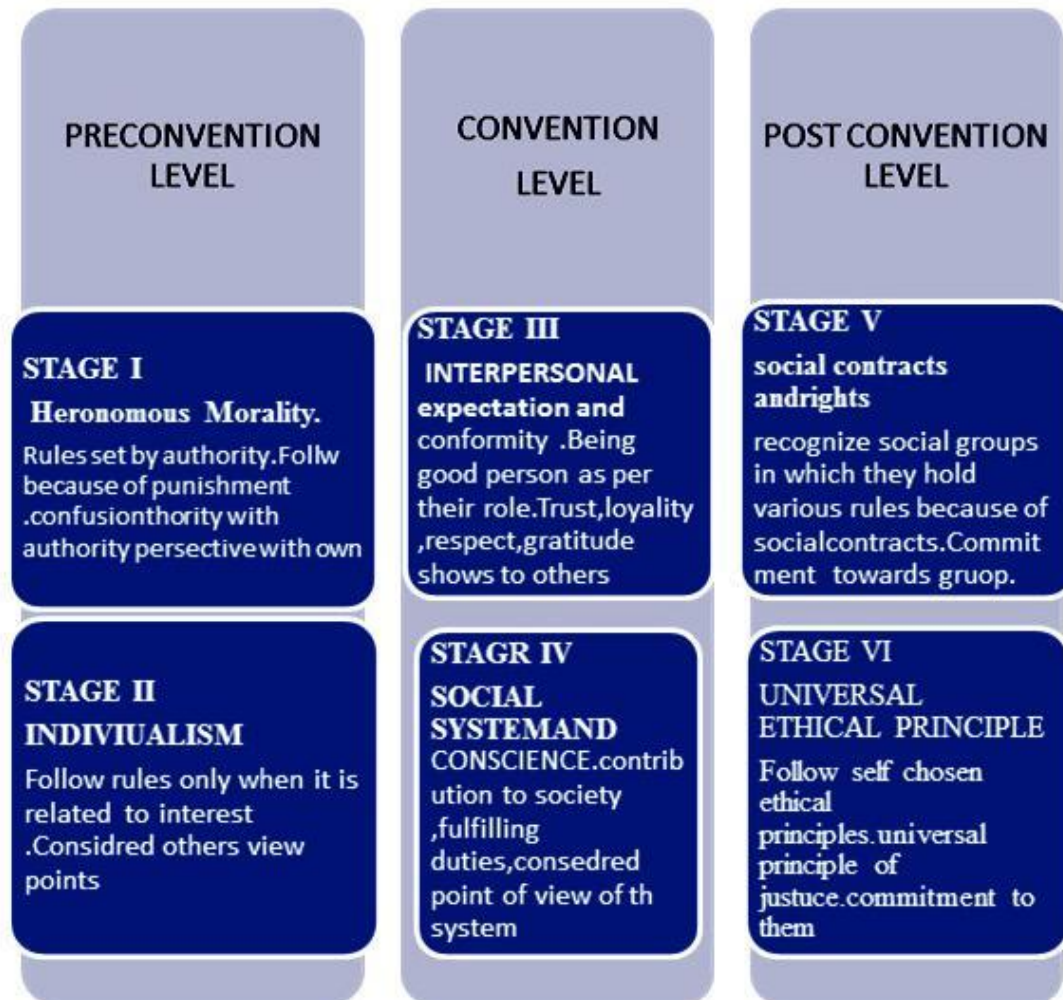 PRECONVENTION
LEVEL
STAGE I
Heronomous Morality.
Rules set by authority.Follw
because of punishment
.confusionthority with
authority persective with own
STAGE II
INDIVIUALISM
Follow rules only when it is
related to interest
.Considred others view
points
CONVENTION
LEVEL
STAGE III
INTERPERSONAL
expectation and
conformity .Being
good person as per
their role.Trust,loyality
,respect,gratitude
shows to others
STAGR IV
SOCIAL
SYSTEMAND
CONSCIENCE.contrib
ution to society
,fulfilling
duties,consedred
point of view of th
system
POST CONVENTION
LEVEL
STAGE V
social contracts
andrights
recognize social groups
in which they hold
various rules because of
socialcontracts.Commit
ment towards gruop.
STAGE VI
UNIVERSAL
ETHICAL PRINCIPLE
Follow self chosen
ethical
principles.universal
principle of
justuce.commitment to
them